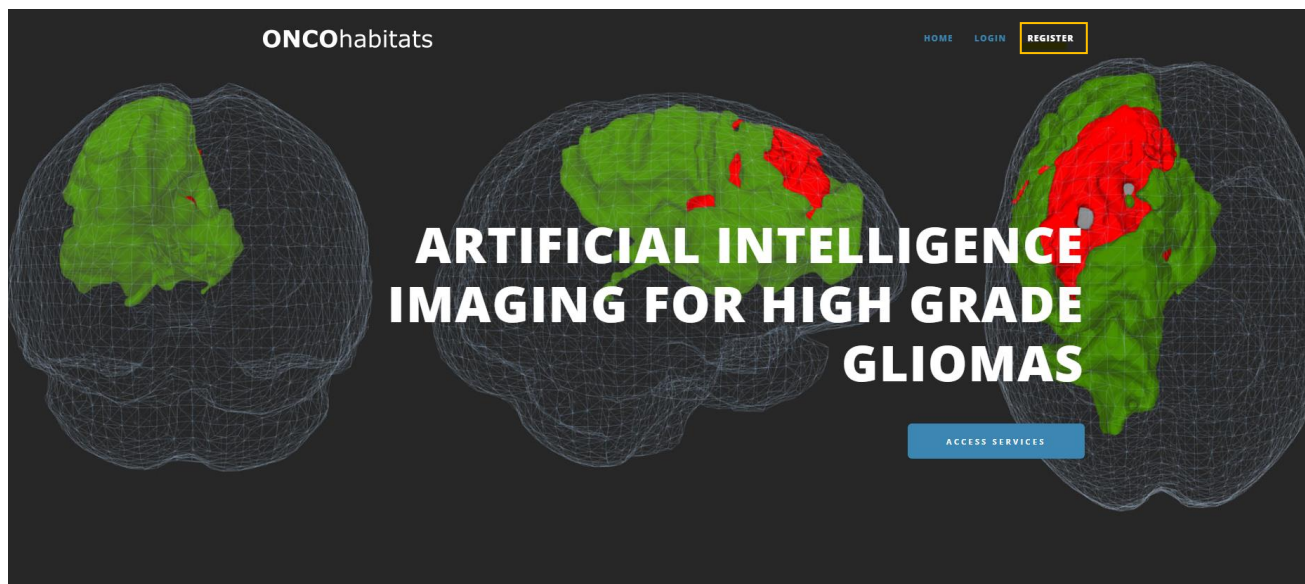 ONCOhabitats
HOME LOGIN REGISTER
ARTIFICIAL INTELLIGENCE
IMAGING FOR HIGH GRADE
GLIOMAS
ACCESS SERVICES